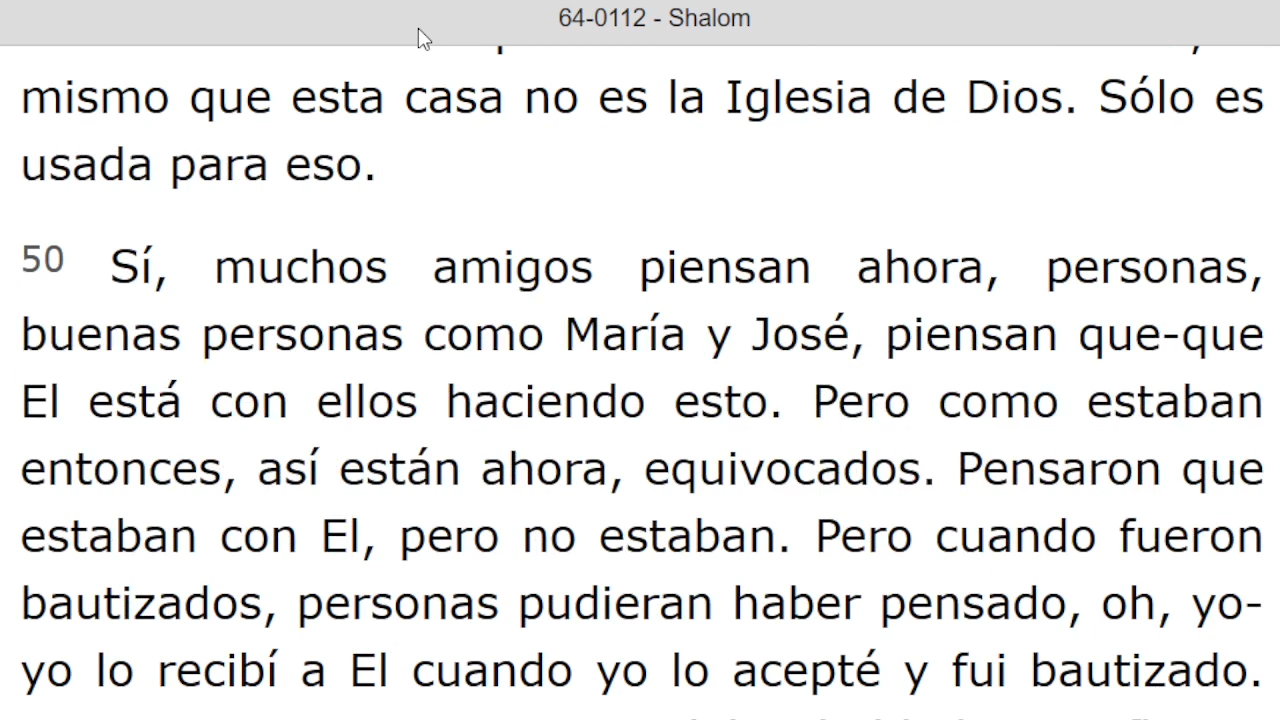 64-0112 - Shalom
mismo que esta casa no es la Iglesia de Dios. Sólo es
usada para eso.
50 Sí, muchos amigos piensan ahora, personas,
buenas personas como María y José, piensan que-que
El está con ellos haciendo esto. Pero como estaban
entonces, así están ahora, equivocados. Pensaron que
estaban con El, pero no estaban. Pero cuando fueron
bautizados, personas pudieran haber pensado, oh, yo-
yo lo recibí a El cuando yo lo acepté y fui bautizado.